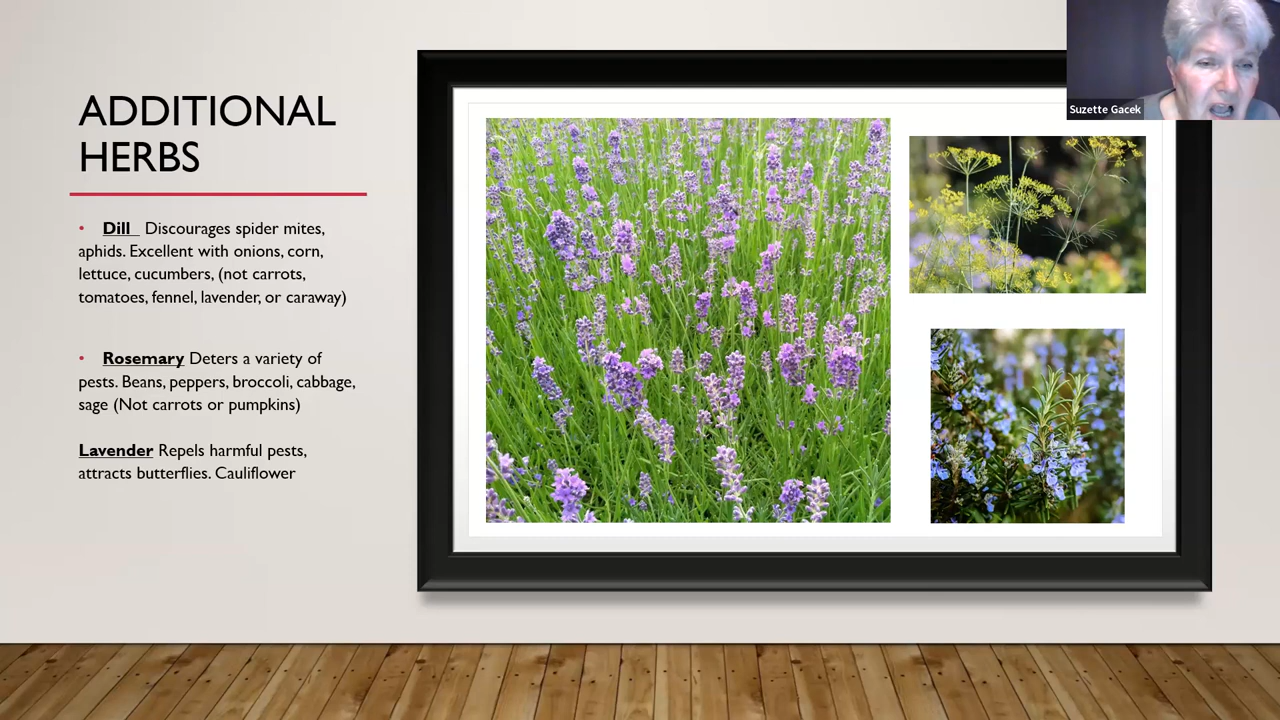 ADDITIONAL
HERBS
• Dill Discourages spider mites,
aphids. Excellent with onions, corn,
lettuce, cucumbers, (not carrots,
tomatoes, fennel, lavender, or caraway)
• Rosemary Deters a variety of
pests. Beans, peppers, broccoli, cabbage,
sage (Not carrots or pumpkins)
Lavender Repels harmful pests,
attracts butterflies. Cauliflower
Suzette Gacek